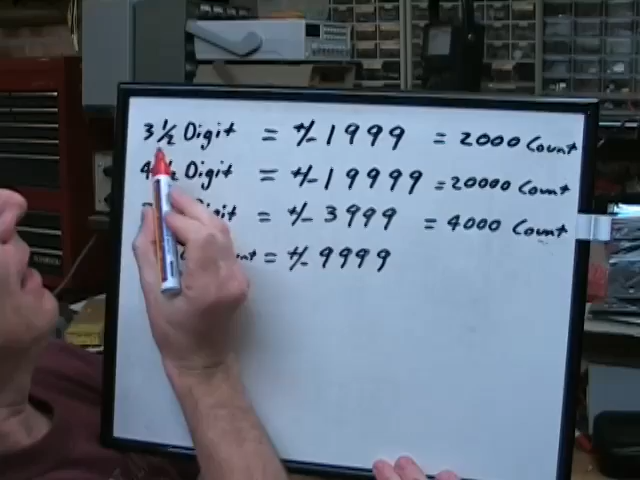 3½ Digit = +/- 1999 = 2000 Count
Digit = +/- 19999 = 20000 Count
= +/- 3999 = 4000 Count
= +/- 9999